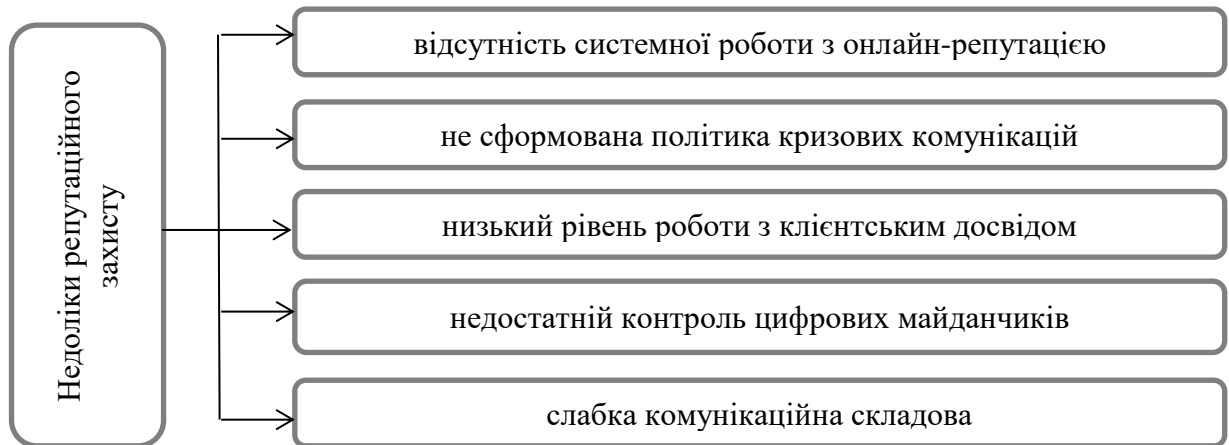 Недоліки репутаційного
захисту
відсутність системної роботи з онлайн-репутацією
не сформована політика кризових комунікацій
низький рівень роботи з клієнтським досвідом
недостатній контроль цифрових майданчиків
слабка комунікаційна складова